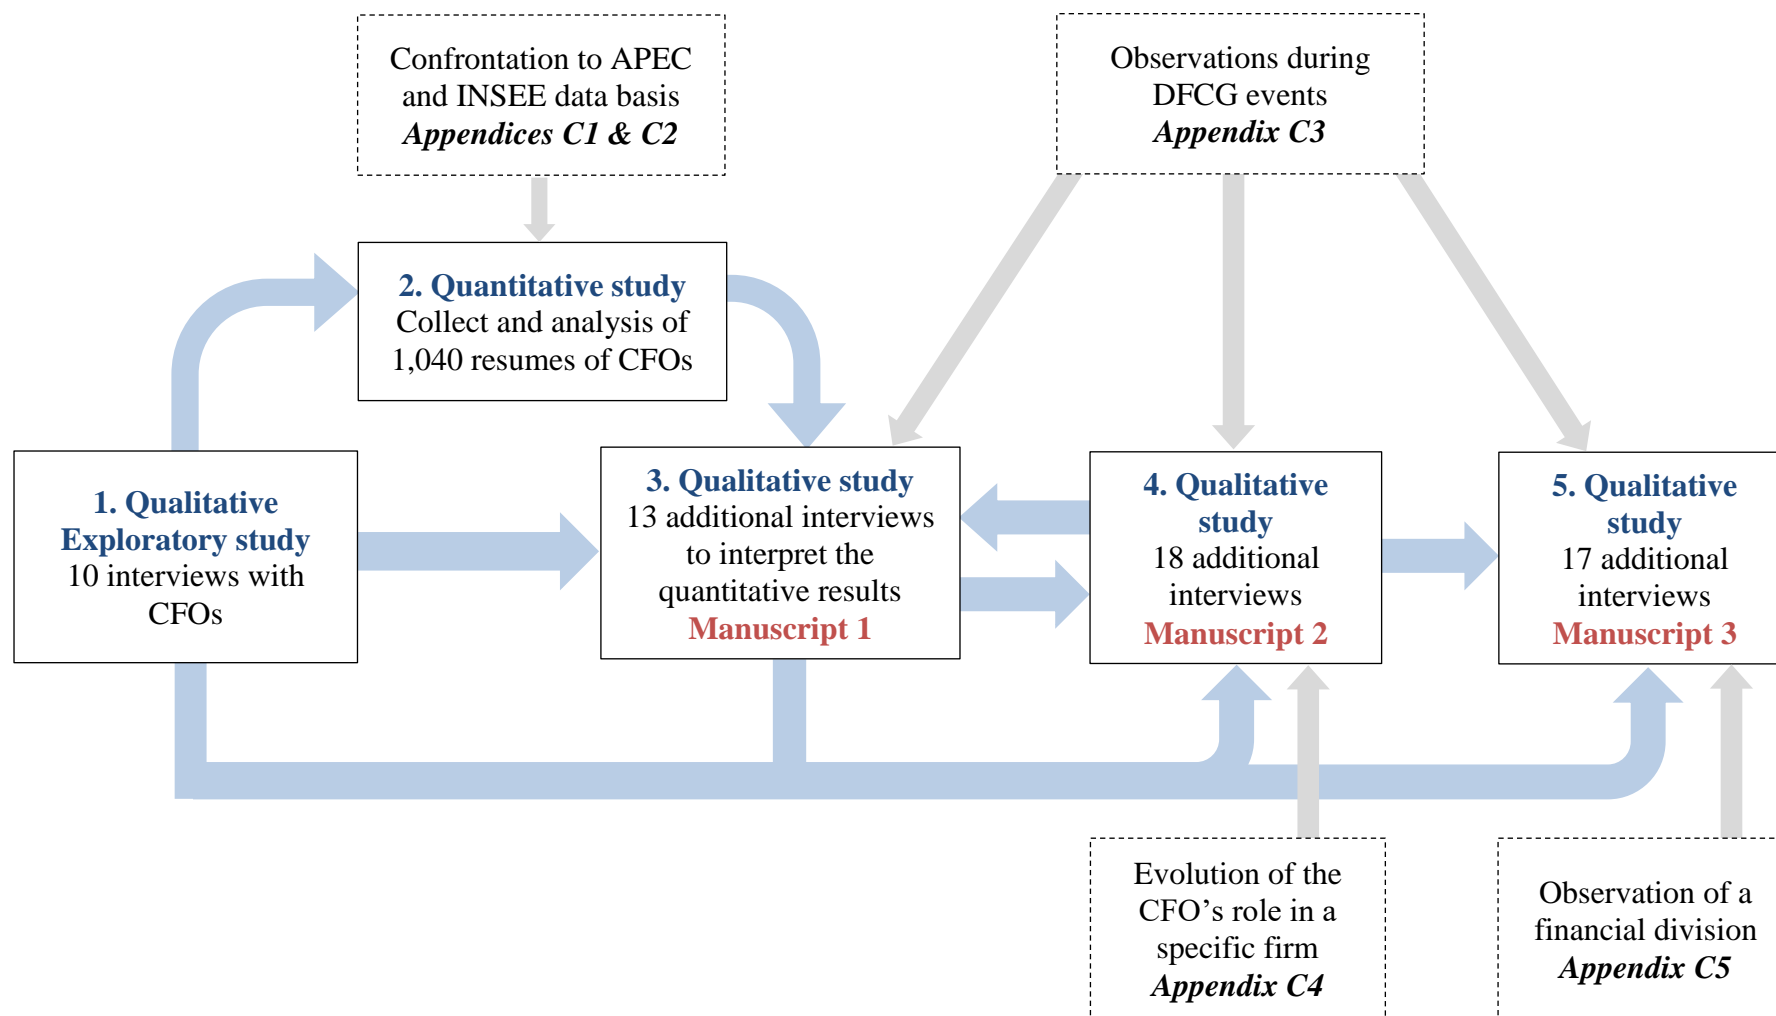 Confrontation to APEC
and INSEE data basis
Appendices C1 & C2
Observations during
DFCG events
Appendix C3
2. Quantitative study
Collect and analysis of
1,040 resumes of CFOs
1. Qualitative
Exploratory study
10 interviews with
CFOs
3. Qualitative study
13 additional interviews
to interpret the
quantitative results
Manuscript 1
4. Qualitative
study
18 additional
interviews
Manuscript 2
5. Qualitative
study
17 additional
interviews
Manuscript 3
Evolution of the
CFO’s role in a
specific firm
Appendix C4
Observation of a
financial division
Appendix C5